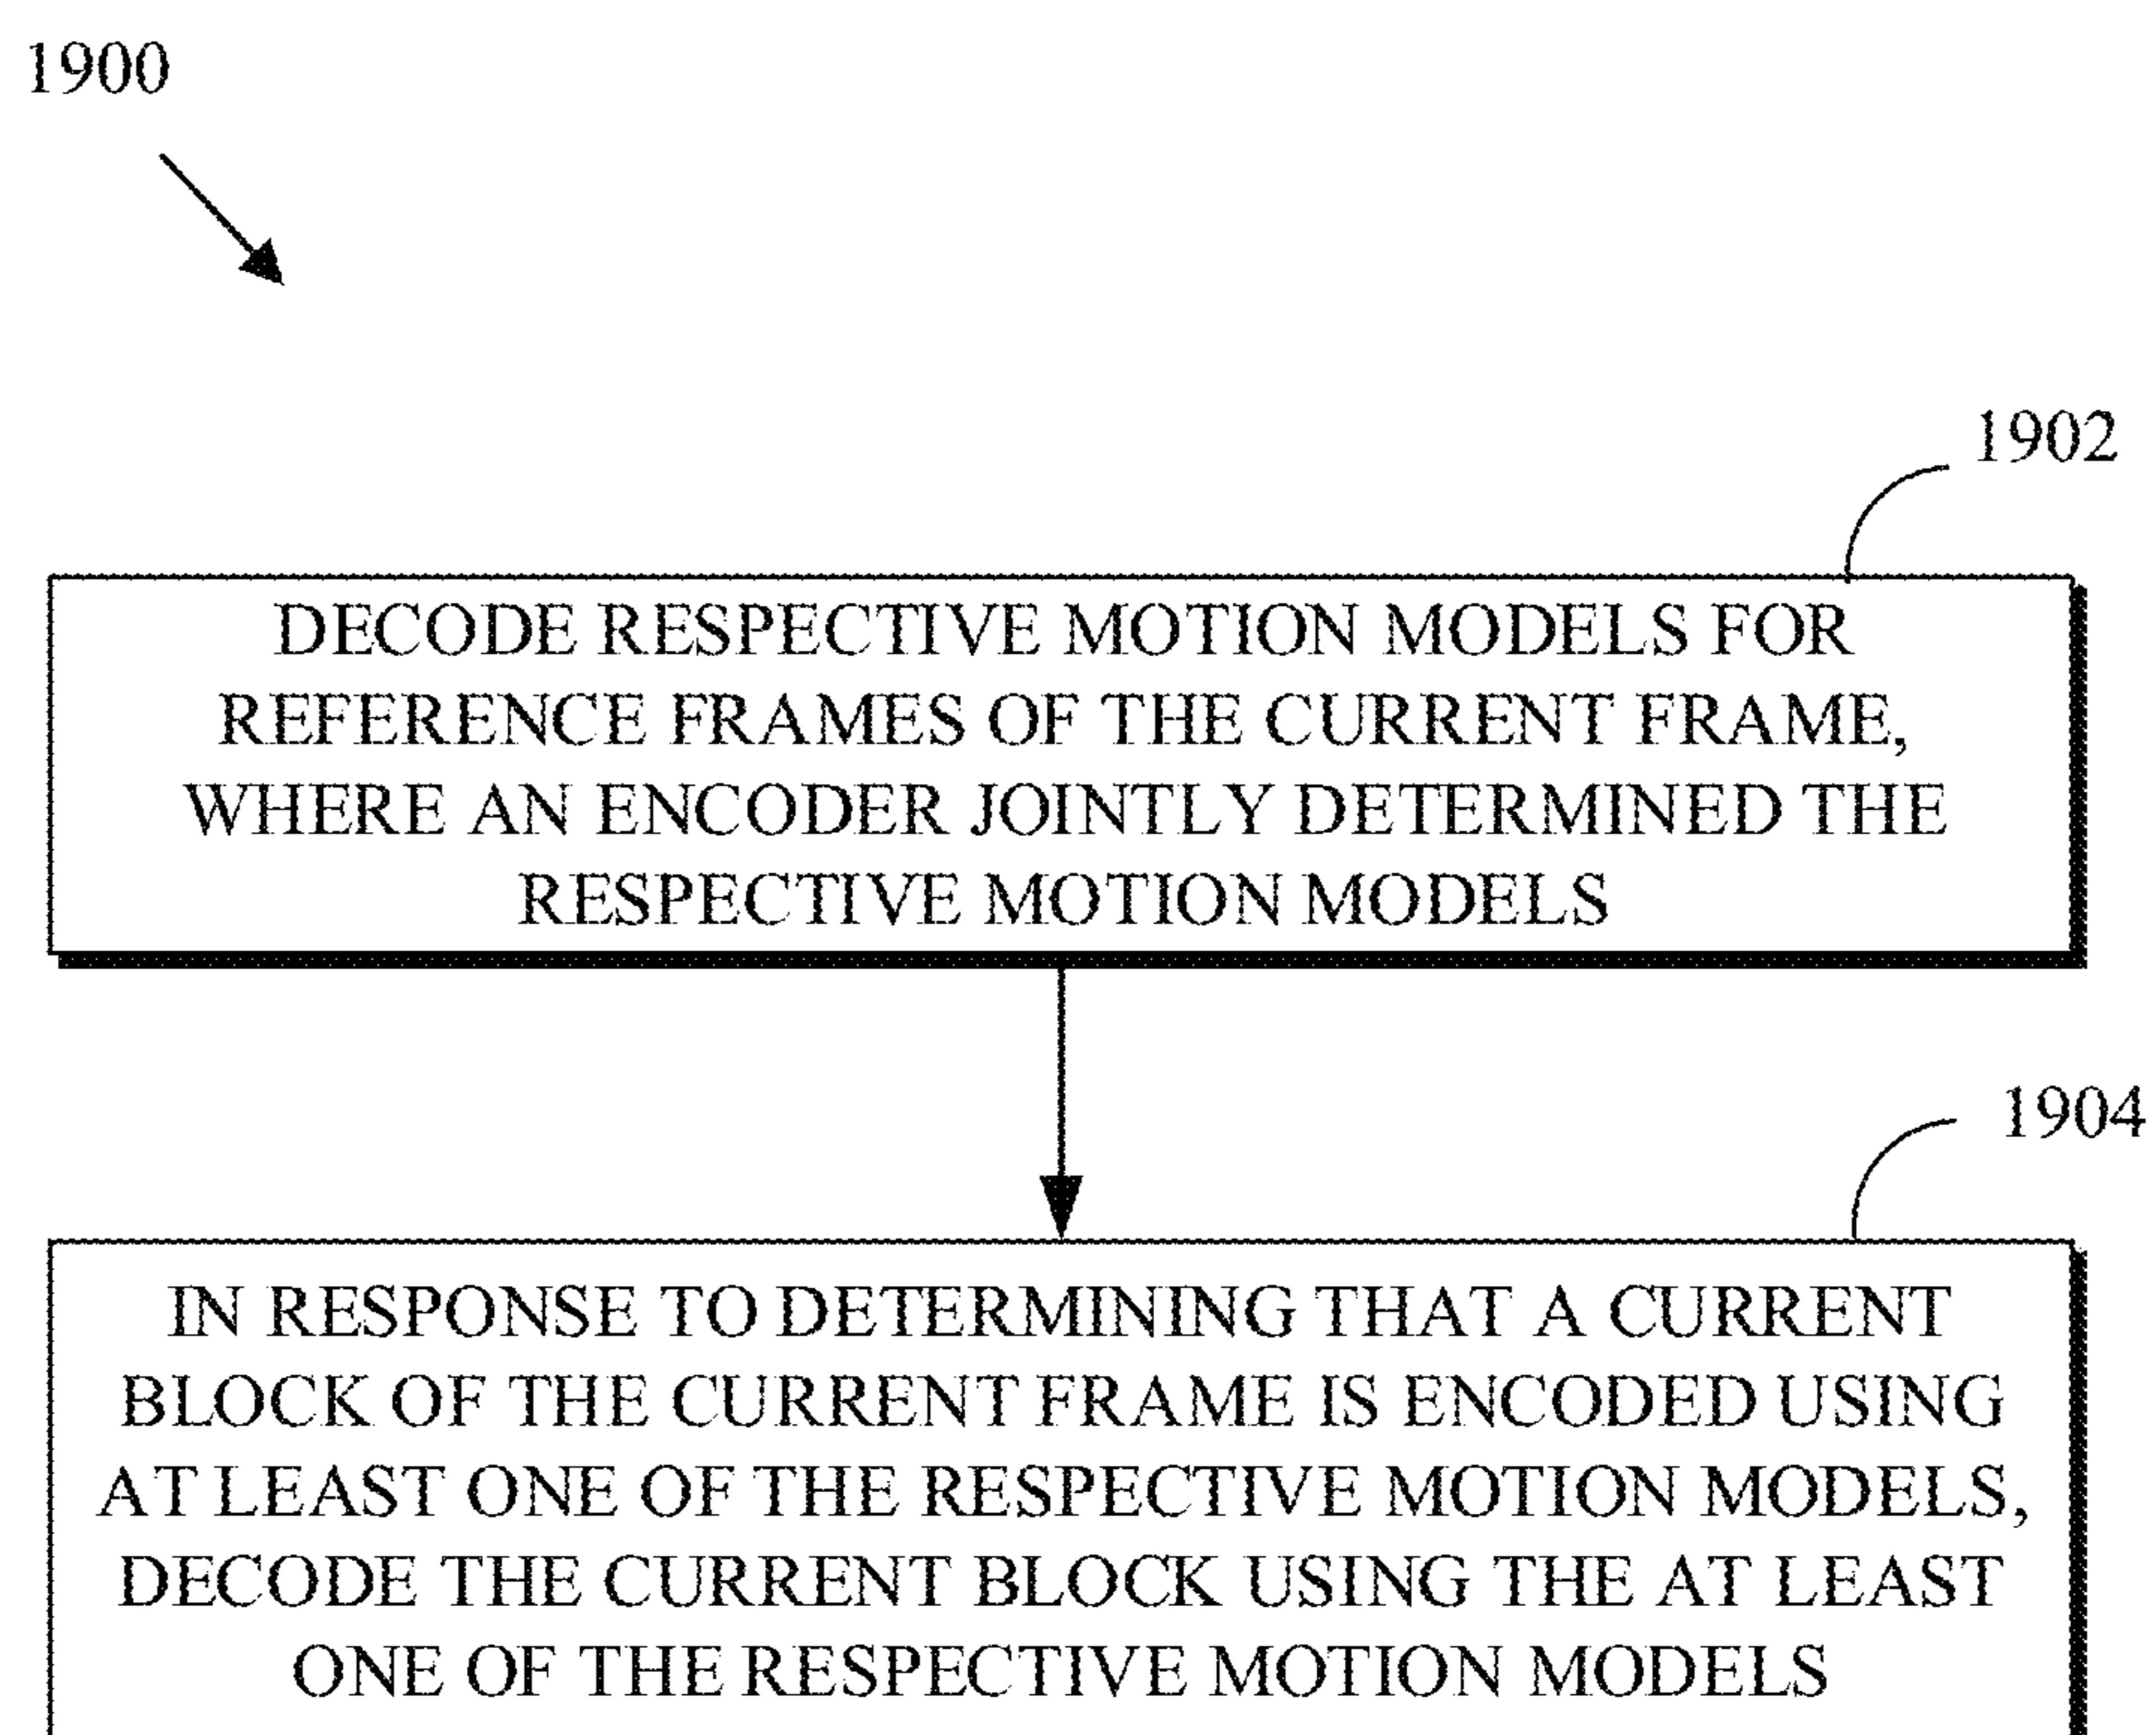 1900
1902
DECODE RESPECTIVE MOTION MODELS FOR
REFERENCE FRAMES OF THE CURRENT FRAME,
WHERE AN ENCODER JOINTLY DETERMINED THE
RESPECTIVE MOTION MODELS
1904
IN RESPONSE TO DETERMINING THAT A CURRENT
BLOCK OF THE CURRENT FRAME IS ENCODED USING
AT LEAST ONE OF THE RESPECTIVE MOTION MODELS,
DECODE THE CURRENT BLOCK USING THE AT LEAST
ONE OF THE RESPECTIVE MOTION MODELS